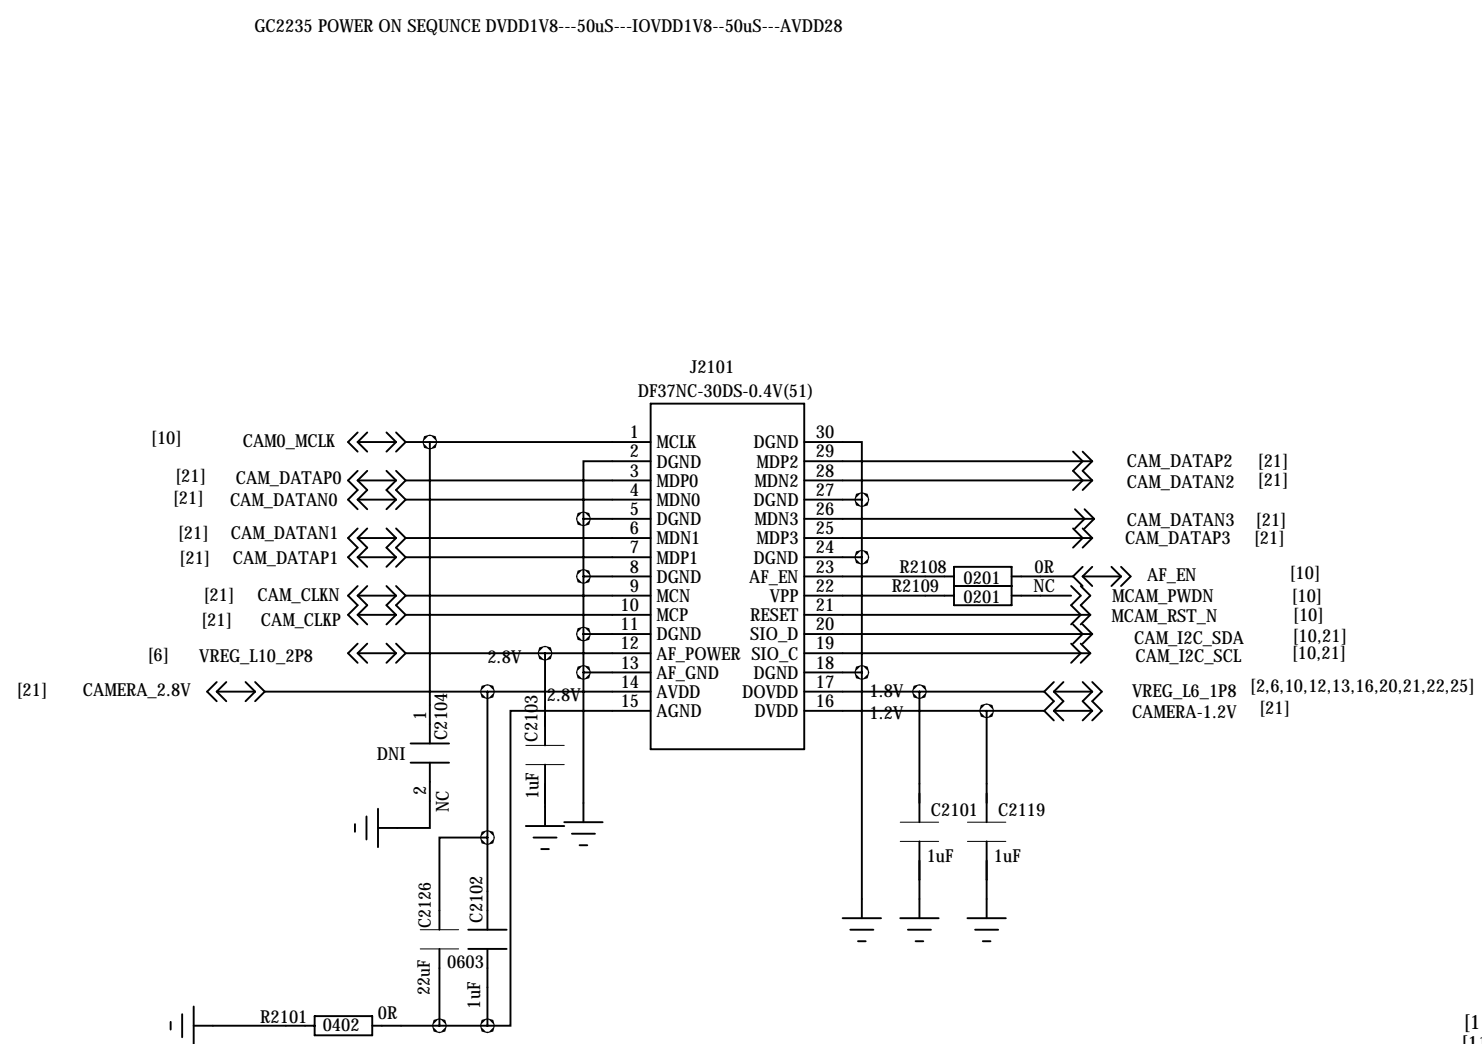 GC2235 POWER ON SEQUNCE DVDD1V8---50uS---IOVDD1V8--50uS---AVDD28
J2101
DF37NC-30DS-0.4V(51)
[10] CAM0_MCLK 1 MCLK DGND 30
2 DGND MDP2 29 CAM_DATAP2 [21]
[21] CAM_DATAP0 3 MDP0 MDN2 28 CAM_DATAN2 [21]
[21] CAM_DATAN0 4 MDN0 DGND 27
5 DGND MDN3 26 CAM_DATAN3 [21]
[21] CAM_DATAN1 6 MDN1 MDP3 25 CAM_DATAP3 [21]
[21] CAM_DATAP1 7 MDP1 DGND 24
8 DGND AF_EN 23 R2108 0201 0R AF_EN [10]
[21] CAM_CLKN 9 MCN VPP 22 R2109 0201 NC MCAM_PWDN [10]
[21] CAM_CLKP 10 MCP RESET 21 MCAM_RST_N [10]
11 DGND SIO_D 20 CAM_I2C_SDA [10,21]
[6] VREG_L10_2P8 2.8V 12 AF_POWER SIO_C 19 CAM_I2C_SCL [10,21]
13 AF_GND DGND 18
[21] CAMERA_2.8V 2.8V 14 AVDD DOVDD 17 1.8V VREG_L6_1P8 [2,6,10,12,13,16,20,21,22,25]
15 AGND DVDD 16 1.2V CAMERA-1.2V [21]
1 C2104
DNI
2 NC
C2103
1uF
C2101 C2119
1uF 1uF
C2126 C2102
22uF 0603 1uF
R2101 0402 0R
[1